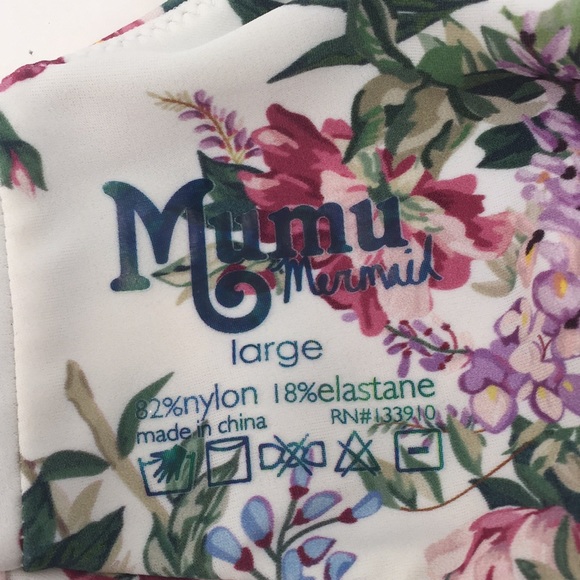 Mumu
Mermaid
large
82%nylon 18%elastane
made in china RN#133910